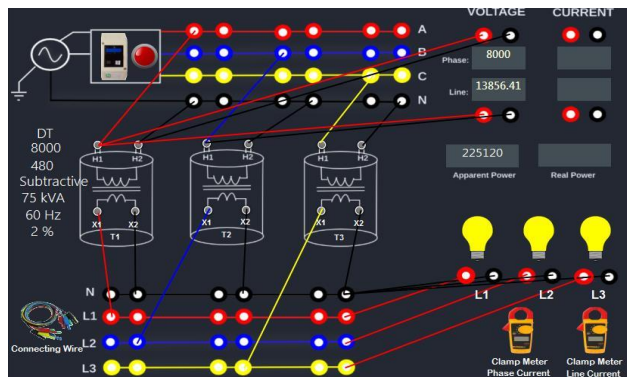 VOLTAGE CURRENT
A
B
C
N
Phase: 8000
Line: 13856.41
225120
Apparent Power Real Power
DT
8000
480
Subtractive
75 kVA
60 Hz
2 %
H1 H2 H1 H2 H1 H2
X1 X2 X1 X2 X1 X2
T1 T2 T3
N
L1
L2
L3
L1 L2 L3
Connecting Wire
Clamp Meter
Phase Current
Clamp Meter
Line Current